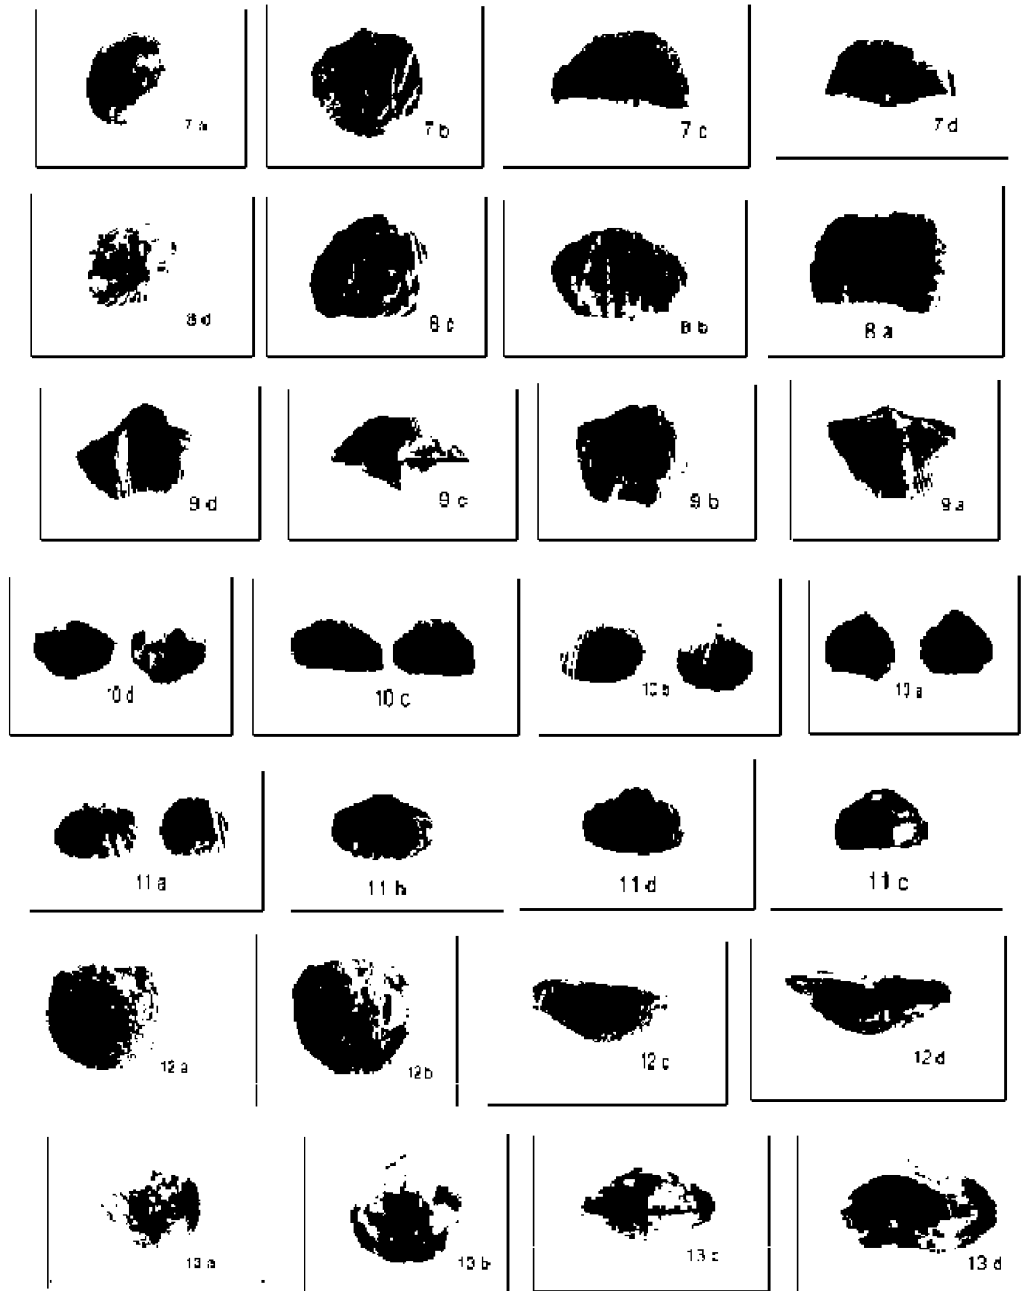 7 a 7 b 7 c 7 d
8 d 8 c 8 b 8 a
9 d 9 c 9 b 9 a
10 d 10 c 10 b 10 a
11 a 11 b 11 d 11 c
12 a 12 b 12 c 12 d
13 a 13 b 13 c 13 d